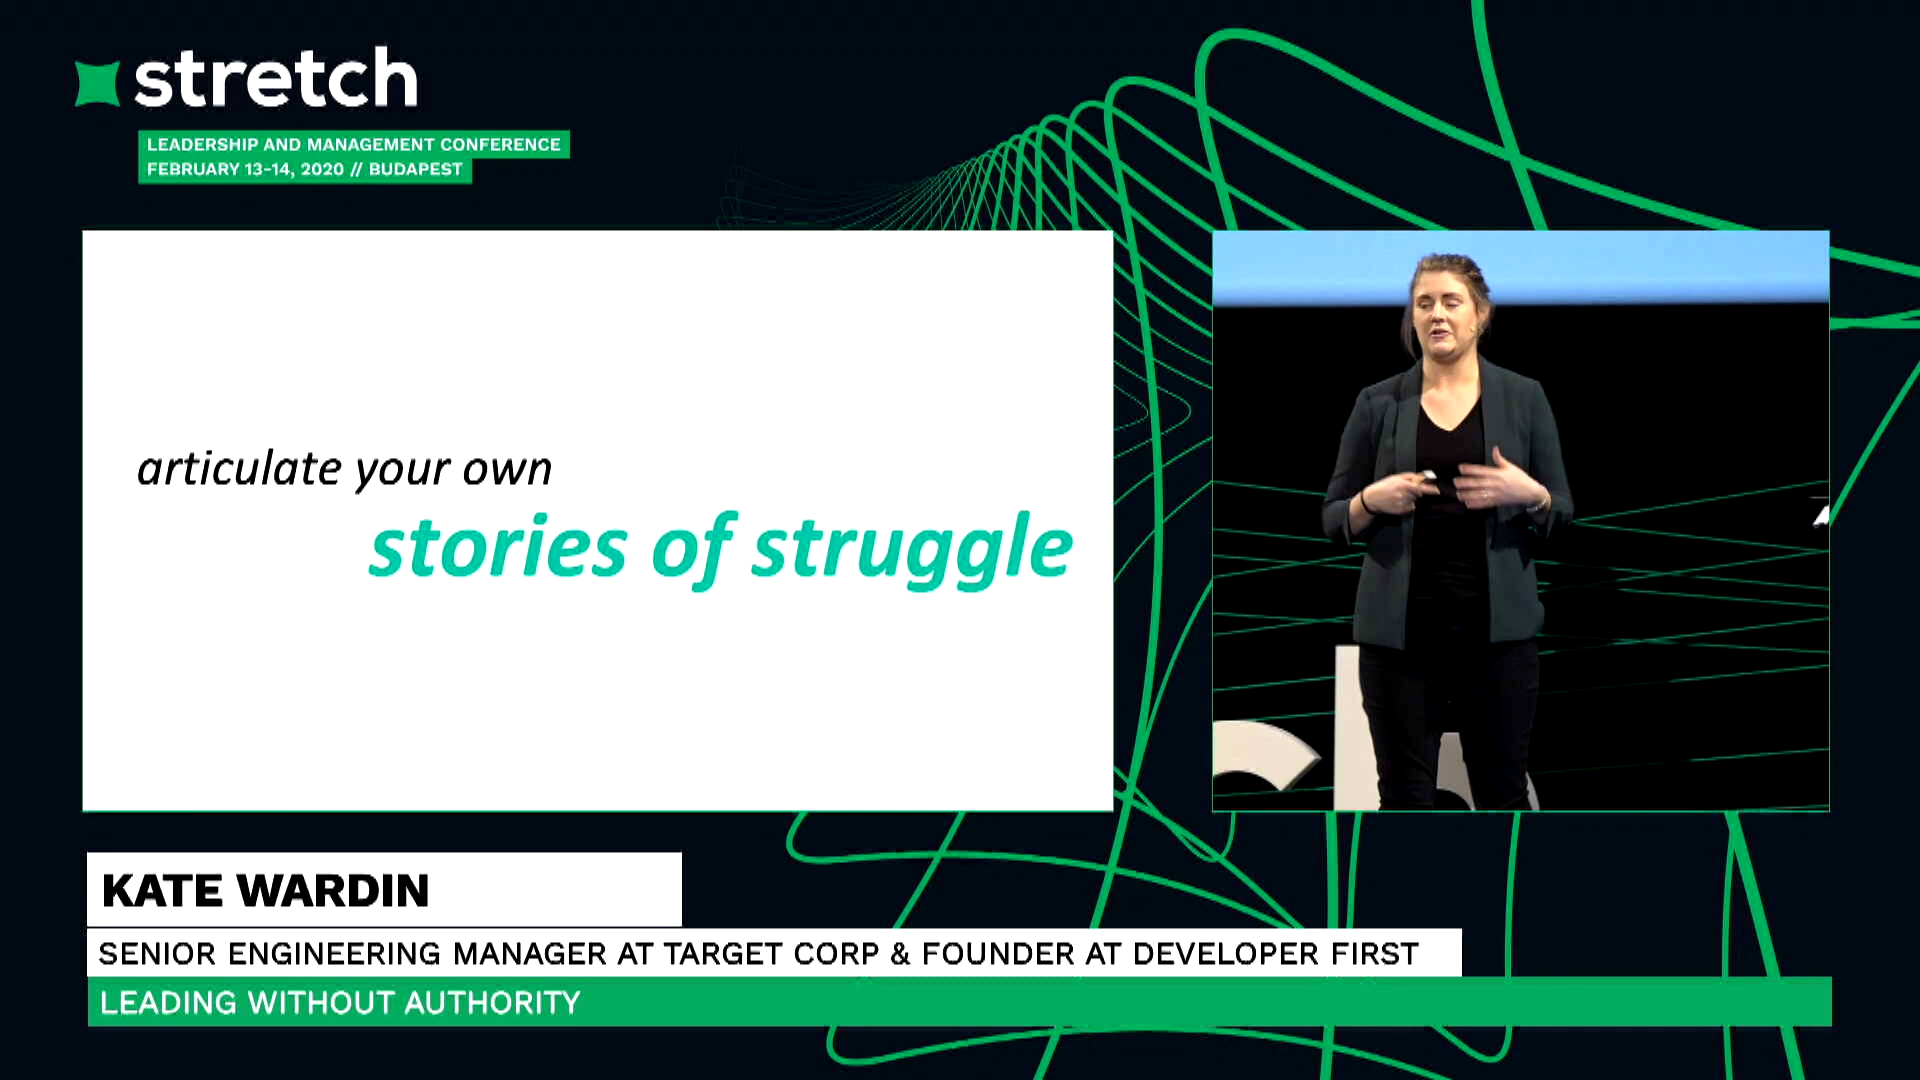 stretch
LEADERSHIP AND MANAGEMENT CONFERENCE
FEBRUARY 13-14, 2020 // BUDAPEST
articulate your own
stories of struggle
KATE WARDIN
SENIOR ENGINEERING MANAGER AT TARGET CORP & FOUNDER AT DEVELOPER FIRST
LEADING WITHOUT AUTHORITY